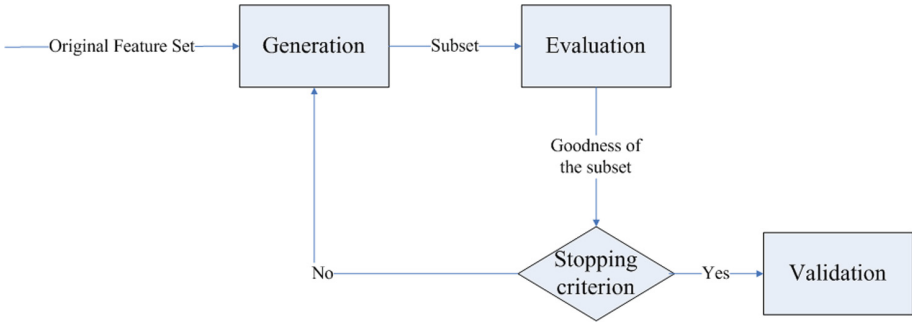 Original Feature Set
Generation
Subset
Evaluation
Goodness of
the subset
Stopping
criterion
No
Yes
Validation